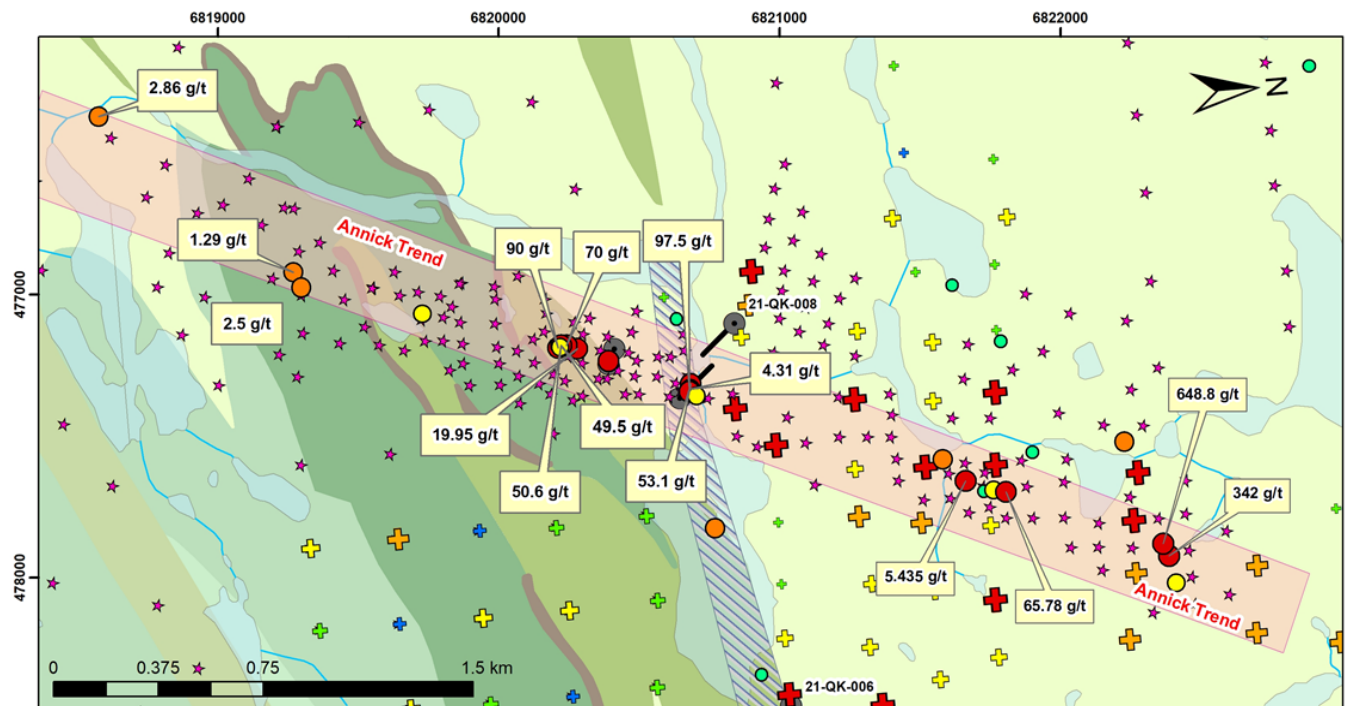 6819000
6820000
6821000
6822000
2.86 g/t
N
1.29 g/t
Annick Trend
90 g/t
70 g/t
97.5 g/t
477000
21-QK-008
2.5 g/t
4.31 g/t
648.8 g/t
19.95 g/t
49.5 g/t
53.1 g/t
50.6 g/t
342 g/t
5.435 g/t
65.78 g/t
478000
Annick Trend
0
0.375
0.75
1.5 km
21-QK-006